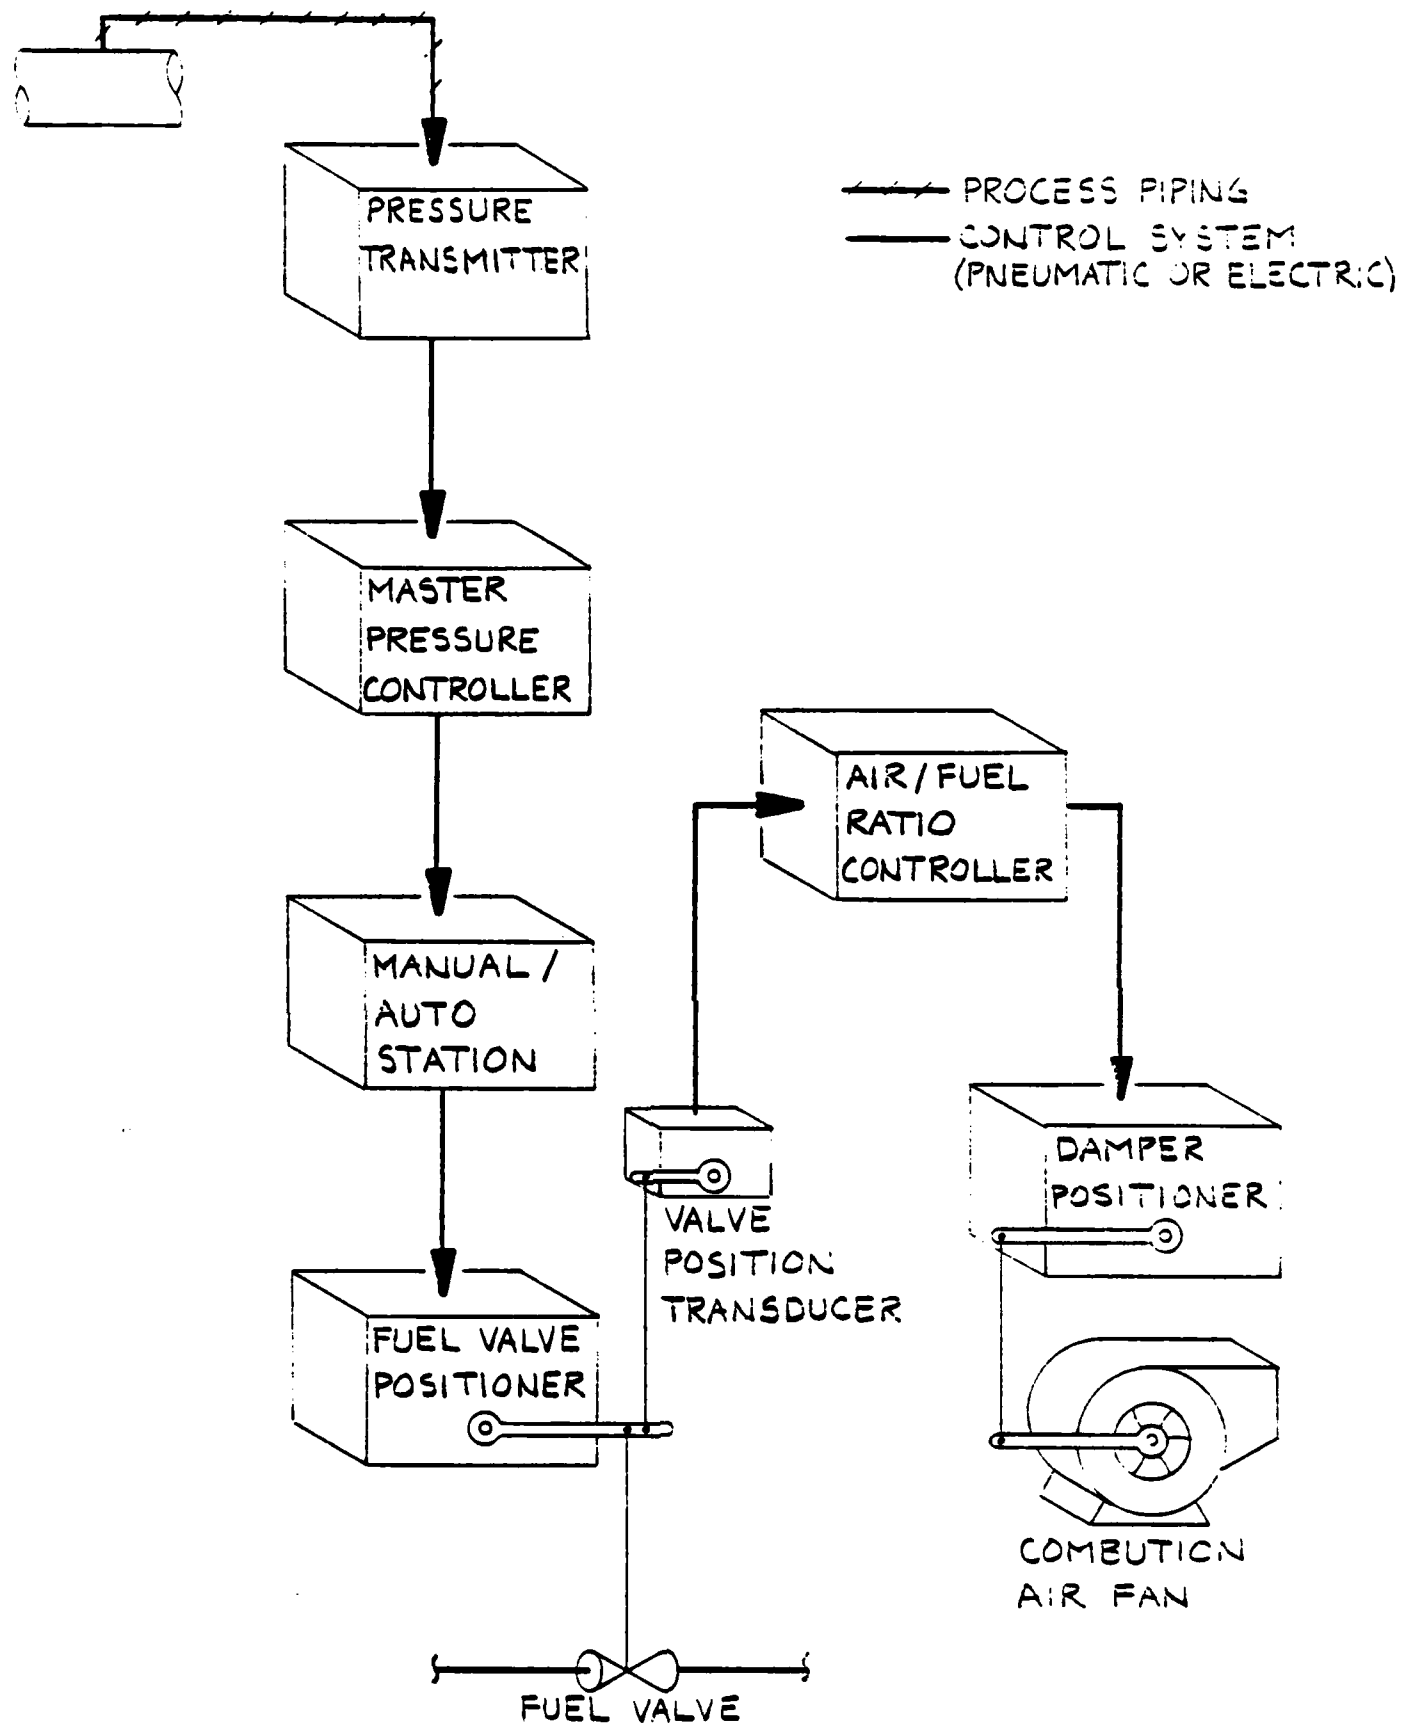 PRESSURE
TRANSMITTER
PROCESS PIPING
CONTROL SYSTEM
(PNEUMATIC OR ELECTRIC)
MASTER
PRESSURE
CONTROLLER
AIR/FUEL
RATIO
CONTROLLER
MANUAL/
AUTO
STATION
DAMPER
POSITIONER
VALVE
POSITION
TRANSDUCER
FUEL VALVE
POSITIONER
COMBUTION
AIR FAN
FUEL VALVE